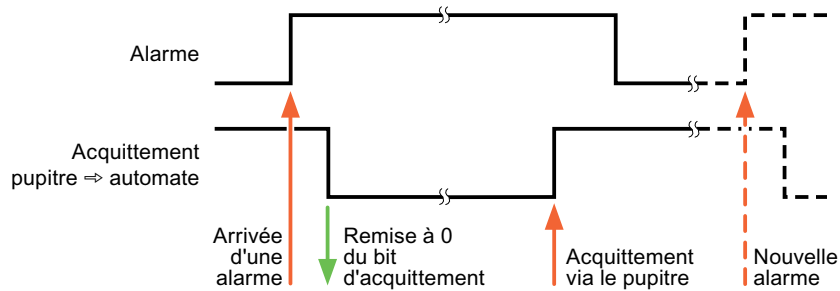 Alarme
Acquittement
pupitre ⇨ automate
Arrivée
d'une
alarme
Remise à 0
du bit
d'acquittement
Acquittement
via le pupitre
Nouvelle
alarme